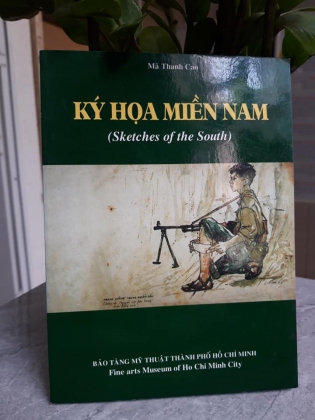 Mã Thanh Cao
KÝ HỌA MIỀN NAM
(Sketches of the South)
BẢO TÀNG MỸ THUẬT THÀNH PHỐ HỒ CHÍ MINH
Fine arts Museum of Ho Chi Minh City